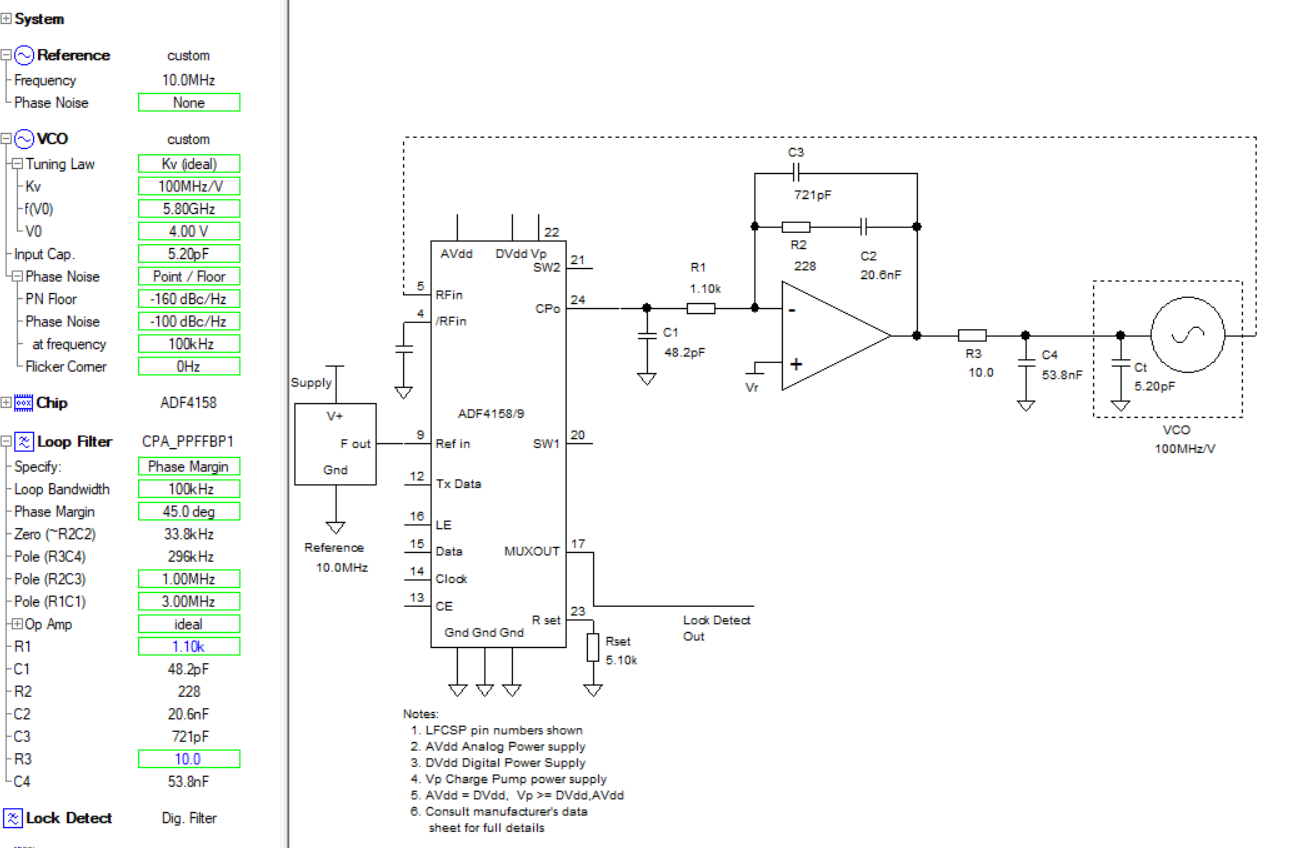 System
Reference custom
Frequency 10.0MHz
Phase Noise None
VCO custom
Tuning Law Kv (ideal)
Kv 100MHz/V
f(V0) 5.80GHz
V0 4.00 V
Input Cap. 5.20pF
Phase Noise Point / Floor
PN Floor -160 dBc/Hz
Phase Noise -100 dBc/Hz
at frequency 100kHz
Flicker Corner 0Hz
Chip ADF4158
Loop Filter CPA_PPFFBP1
Specify: Phase Margin
Loop Bandwidth 100kHz
Phase Margin 45.0 deg
Zero (~R2C2) 33.8kHz
Pole (R3C4) 296kHz
Pole (R2C3) 1.00MHz
Pole (R1C1) 3.00MHz
Op Amp ideal
R1 1.10k
C1 48.2pF
R2 228
C2 20.6nF
C3 721pF
R3 10.0
C4 53.8nF
Lock Detect Dig. Filter
C3
721pF
R2
228
C2
20.6nF
R1
1.10k
C1
48.2pF
-
+
Vr
R3
10.0
C4
53.8nF
Ct
5.20pF
VCO
100MHz/V
22
AVdd DVdd Vp
SW2 21
5 RFin
CPo 24
4 /RFin
ADF4158/9
9 Ref in
SW1 20
12 Tx Data
16 LE
15 Data
MUXOUT 17
14 Clock
13 CE
R set 23
Gnd Gnd Gnd
Supply
V+
F out
Gnd
Reference
10.0MHz
Lock Detect
Out
Rset
5.10k
Notes:
1. LFCSP pin numbers shown
2. AVdd Analog Power supply
3. DVdd Digital Power Supply
4. Vp Charge Pump power supply
5. AVdd = DVdd, Vp >= DVdd,AVdd
6. Consult manufacturer's data
sheet for full details